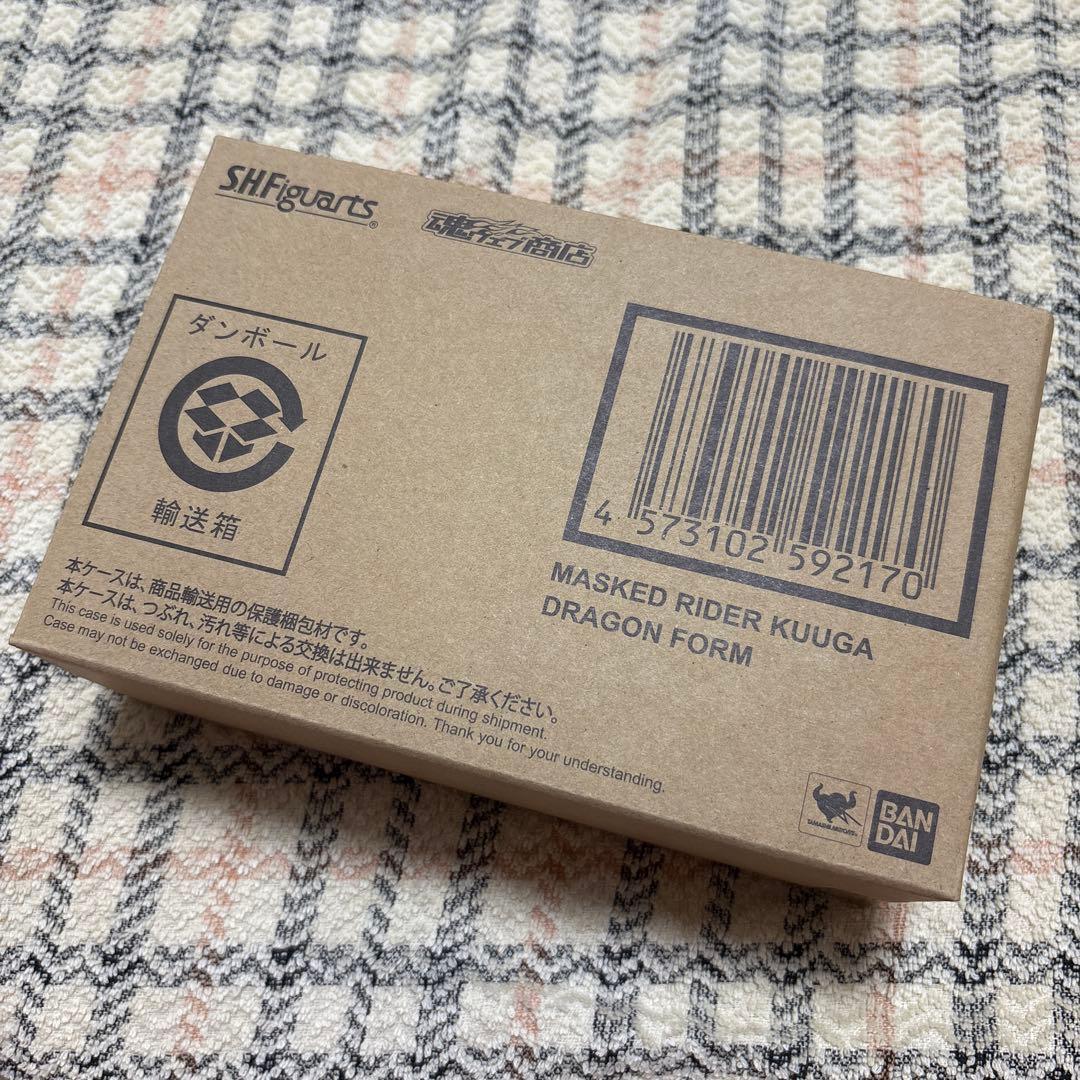 S.H.Figuarts®
魂ウェブ商店
ダンボール
輸送箱
4 573102 592170
MASKED RIDER KUUGA
DRAGON FORM
本ケースは、商品輸送用の保護梱包材です。
本ケースは、つぶれ、汚れ等による交換は出来ません。ご了承ください。
This case is used solely for the purpose of protecting product during shipment.
Case may not be exchanged due to damage or discoloration. Thank you for your understanding.
TAMASHII NATIONS
BAN
DAI